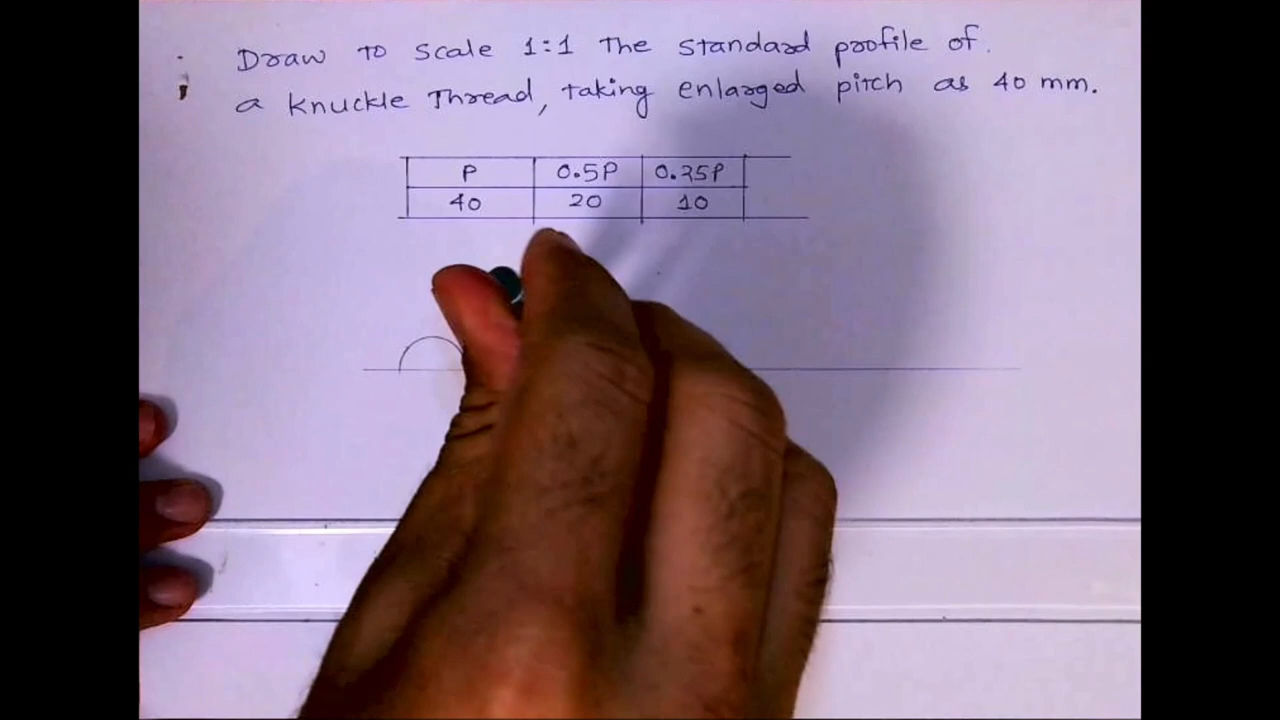 Draw to scale 1:1 the standard profile of.
a knuckle Thread, taking enlarged pitch as 40 mm.
P 0.5P 0.25P
40 20 10